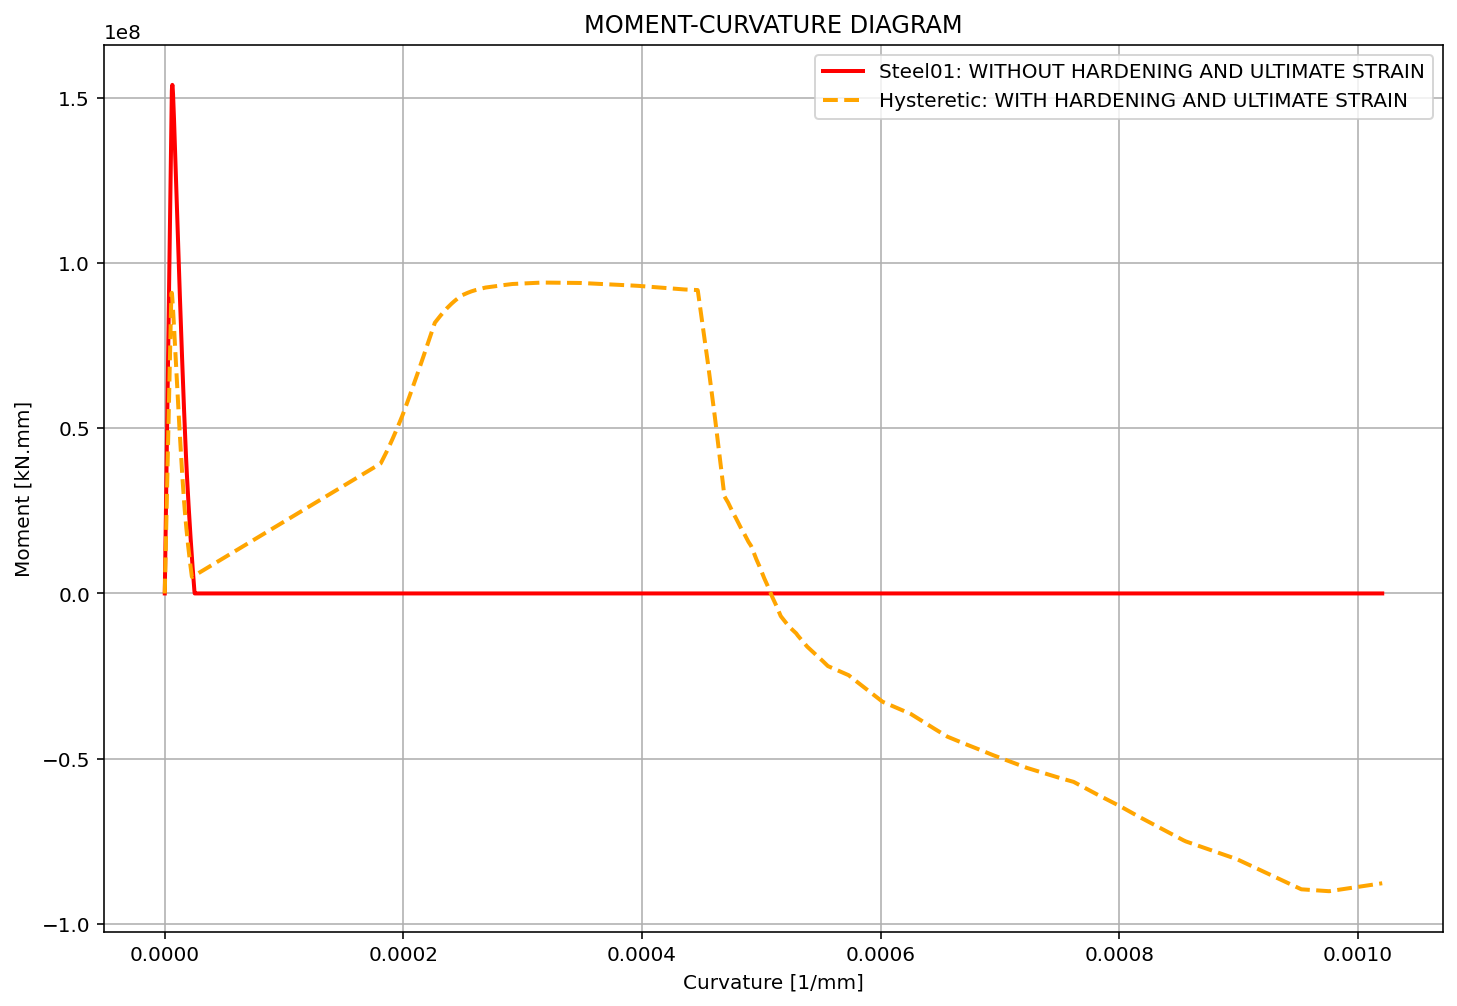 MOMENT-CURVATURE DIAGRAM
1e8
Steel01: WITHOUT HARDENING AND ULTIMATE STRAIN
Hysteretic: WITH HARDENING AND ULTIMATE STRAIN
1.5
1.0
0.5
0.0
−0.5
−1.0
Moment [kN.mm]
0.0000 0.0002 0.0004 0.0006 0.0008 0.0010
Curvature [1/mm]